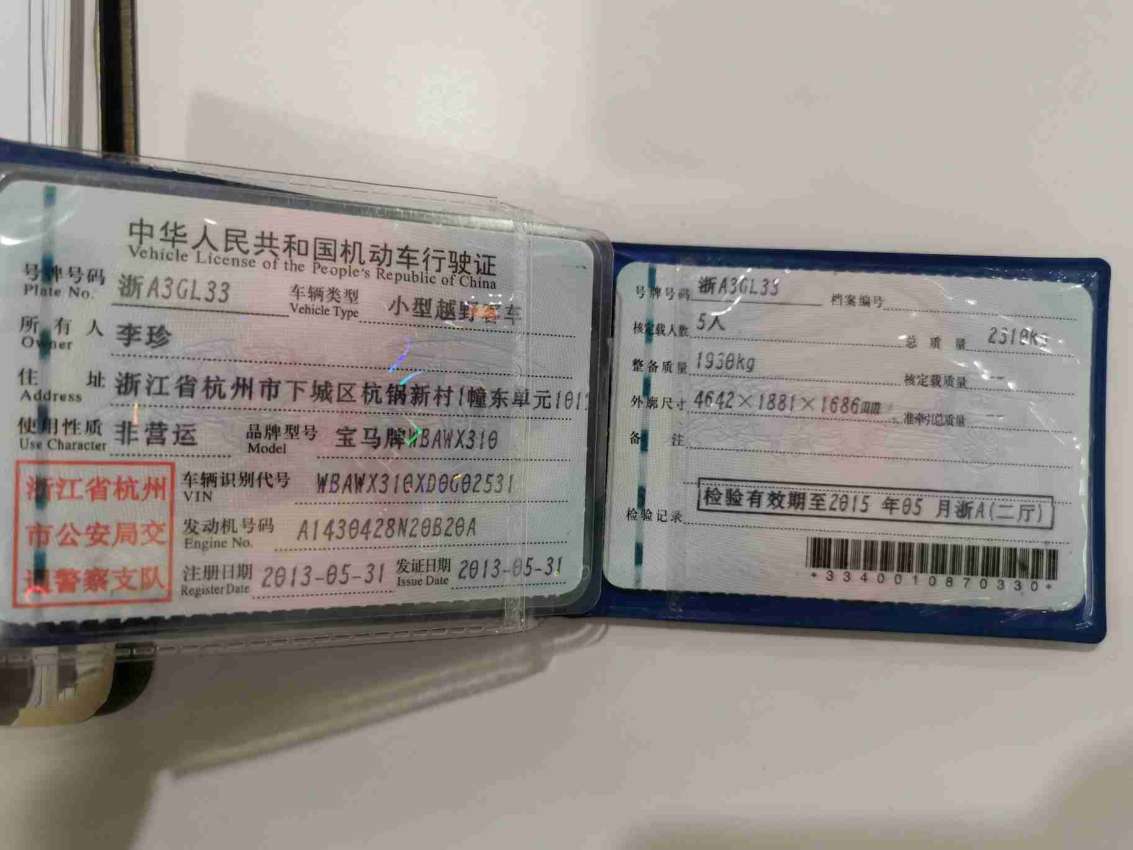 中华人民共和国机动车行驶证
Vehicle License of the People's Republic of China
号牌号码 浙A3GL33 车辆类型 小型越野客车
Plate No. Vehicle Type
所有人 李珍
Owner
住址 浙江省杭州市下城区杭锅新村1幢东单元1011
Address
使用性质 非营运 品牌型号 宝马牌WBAWX310
Use Character Model
浙江省杭州
市公安局交
通警察支队
车辆识别代号 WBAWX310XD0G02531
VIN
发动机号码 A1430428N20B20A
Engine No.
注册日期 2013-05-31 发证日期 2013-05-31
Register Date Issue Date
号牌号码 浙A3GL33 档案编号
核定载人数 5人 总质量 2310Kg
整备质量 1930Kg 核定载质量 --
外廓尺寸 4642×1881×1686 准牵引总质量 --
备注
检验记录 检验有效期至2015 年05 月浙A(二厅)
*3340010870330*